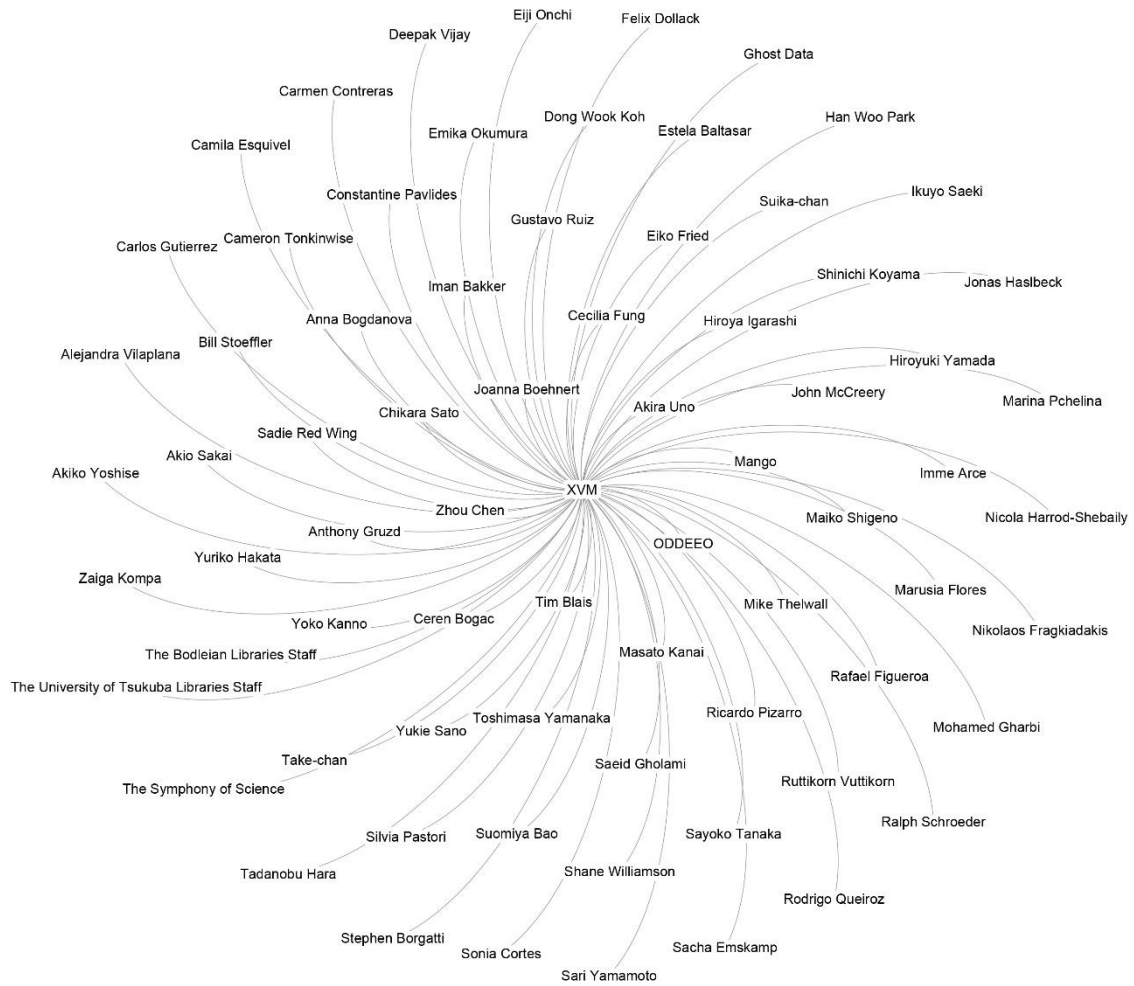 Eiji Onchi
Felix Dollack
Deepak Vijay
Ghost Data
Carmen Contreras
Dong Wook Koh
Han Woo Park
Emika Okumura
Estela Baltasar
Camila Esquivel
Ikuyo Saeki
Constantine Pavlides
Suika-chan
Gustavo Ruiz
Eiko Fried
Cameron Tonkinwise
Carlos Gutierrez
Shinichi Koyama
Jonas Haslbeck
Iman Bakker
Cecilia Fung
Anna Bogdanova
Hiroya Igarashi
Bill Stoeffler
Alejandra Vilaplana
Hiroyuki Yamada
Joanna Boehnert
John McCreery
Marina Pchelina
Chikara Sato
Akira Uno
Sadie Red Wing
Akio Sakai
Mango
Akiko Yoshise
Imme Arce
XVM
Zhou Chen
Maiko Shigeno
Nicola Harrod-Shebaily
Anthony Gruzd
ODDEEO
Yuriko Hakata
Zaiga Kompa
Marusia Flores
Tim Blais
Mike Thelwall
Yoko Kanno
Ceren Bogac
Nikolaos Fragkiadakis
The Bodleian Libraries Staff
Masato Kanai
Rafael Figueroa
The University of Tsukuba Libraries Staff
Ricardo Pizarro
Toshimasa Yamanaka
Mohamed Gharbi
Yukie Sano
Take-chan
Saeid Gholami
Ruttikorn Vuttikorn
The Symphony of Science
Ralph Schroeder
Silvia Pastori
Suomiya Bao
Sayoko Tanaka
Tadanobu Hara
Shane Williamson
Rodrigo Queiroz
Stephen Borgatti
Sacha Emskamp
Sonia Cortes
Sari Yamamoto